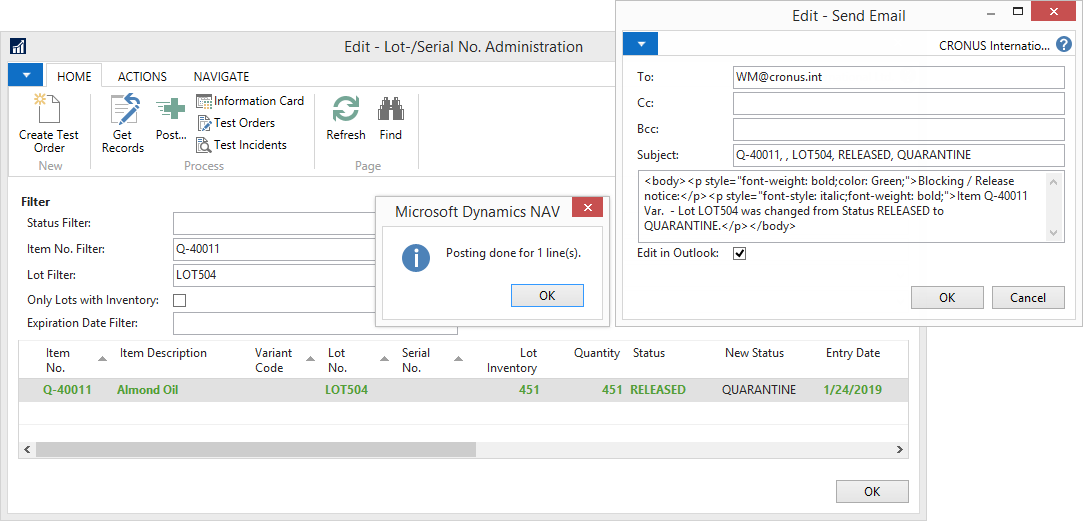 Edit - Lot-/Serial No. Administration
HOME ACTIONS NAVIGATE
Create Test
Order
New
Get
Records
Post...
Information Card
Test Orders
Test Incidents
Process
Refresh
Find
Page
Filter
Status Filter:
Item No. Filter: Q-40011
Lot Filter: LOT504
Only Lots with Inventory:
Expiration Date Filter:
Item
No.
Item Description
Variant
Code
Lot
No.
Serial
No.
Lot
Inventory
Quantity
Status
New Status
Entry Date
Q-40011 Almond Oil LOT504 451 451 RELEASED QUARANTINE 1/24/2019
OK
Microsoft Dynamics NAV
Posting done for 1 line(s).
OK
Edit - Send Email
CRONUS Internatio... ?
To: WM@cronus.int
Cc:
Bcc:
Subject: Q-40011, , LOT504, RELEASED, QUARANTINE
<body><p style="font-weight: bold;color: Green;">Blocking / Release
notice:</p><p style="font-style: italic;font-weight: bold;">Item Q-40011
Var.  - Lot LOT504 was changed from Status RELEASED to
QUARANTINE.</p></body>
Edit in Outlook:
OK Cancel